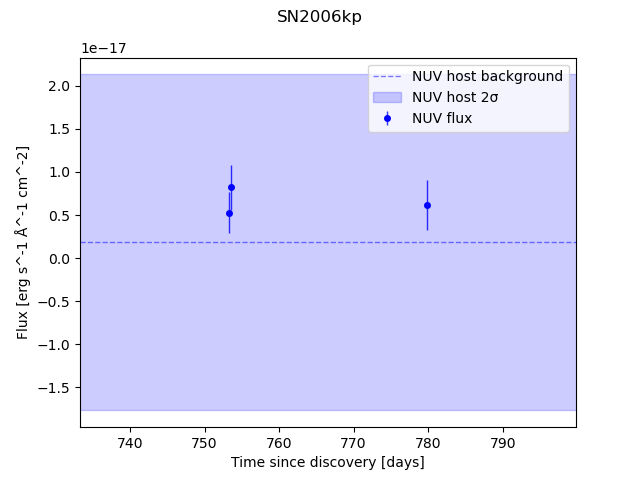 SN2006kp
1e−17
NUV host background
NUV host 2σ
NUV flux
2.0
1.5
1.0
0.5
0.0
−0.5
−1.0
−1.5
Flux [erg s^-1 Å^-1 cm^-2]
740 750 760 770 780 790
Time since discovery [days]